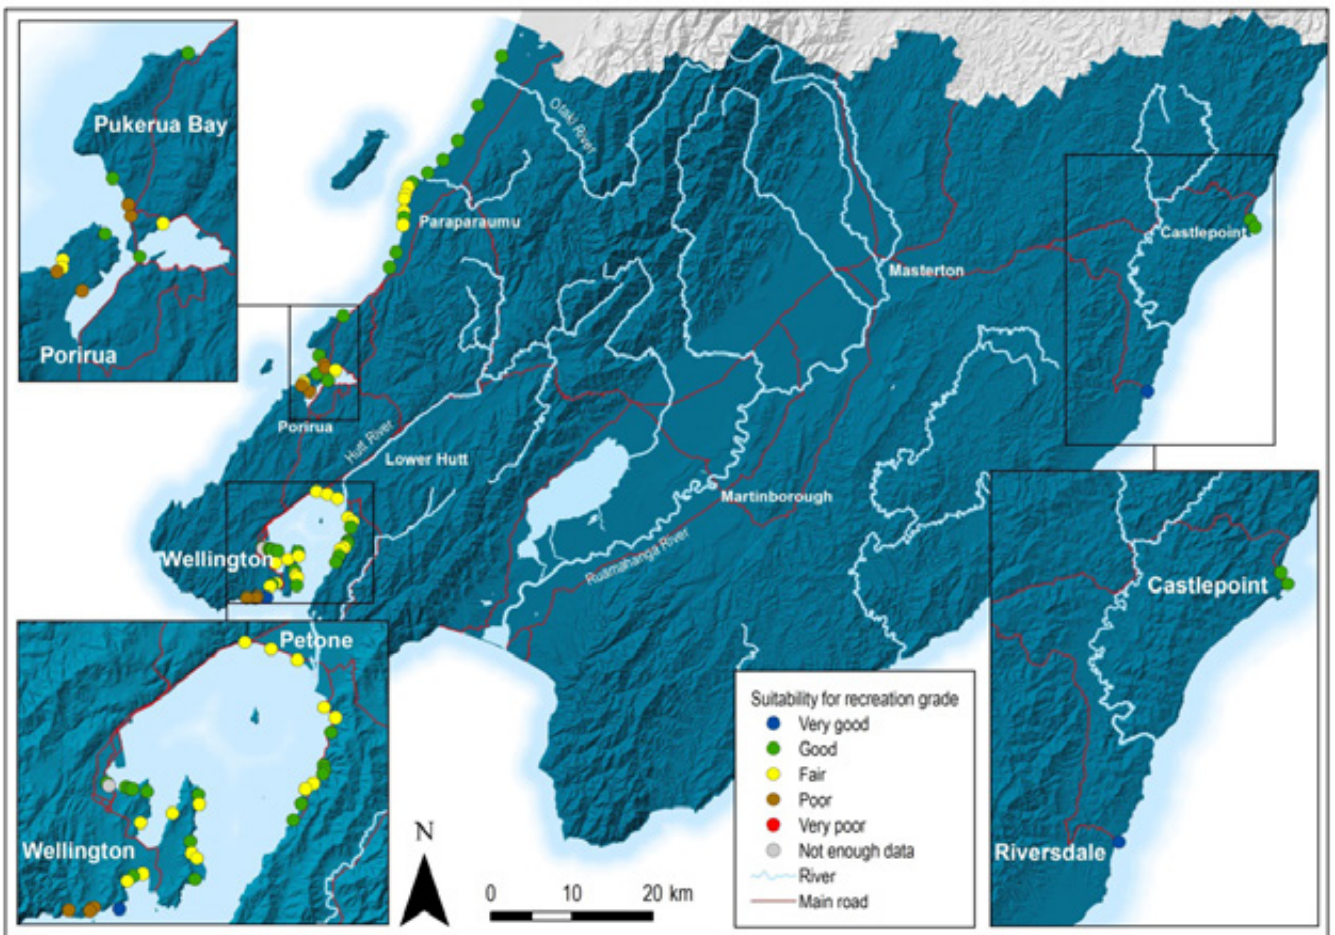 Pukerua Bay
Porirua
Otaki River
Paraparaumu
Masterton
Castlepoint
Porirua
Hutt River
Lower Hutt
Martinborough
Ruamahanga River
Wellington
Petone
Wellington
Castlepoint
Riversdale
N
0 10 20 km
Suitability for recreation grade
Very good
Good
Fair
Poor
Very poor
Not enough data
River
Main road